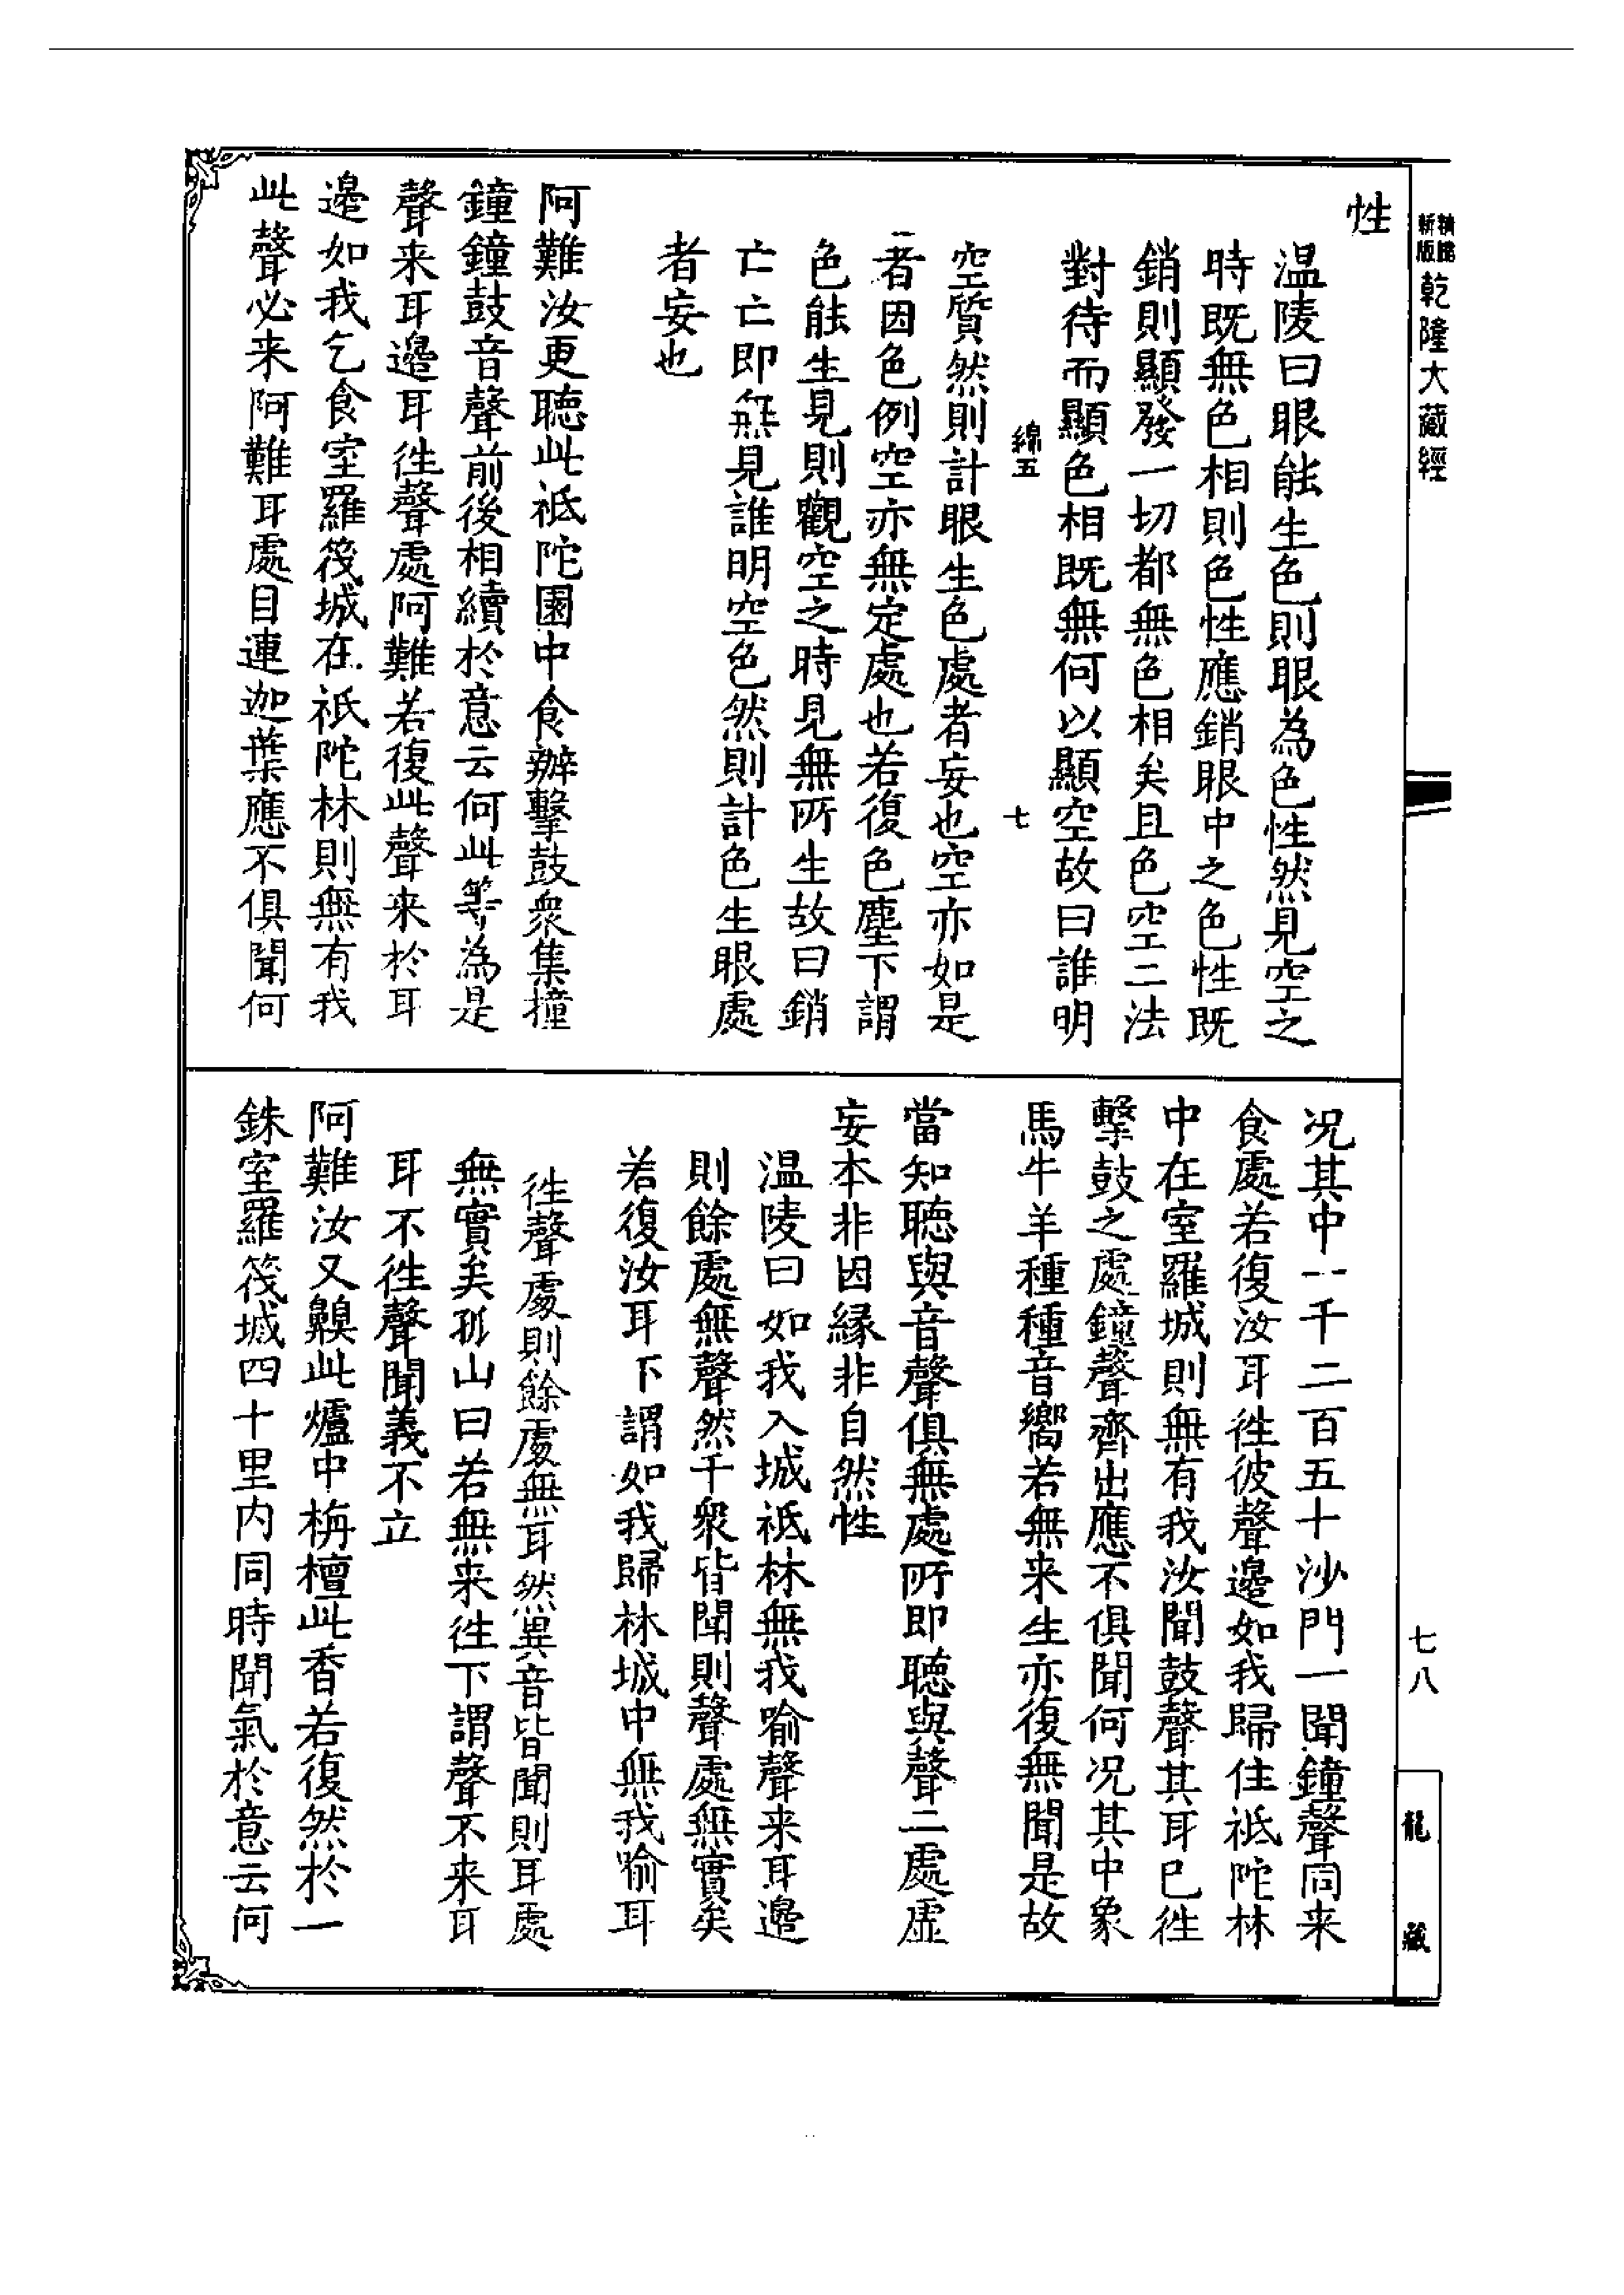 新版
乾隆大藏經
性
温陵曰眼能生色則眼為色性然見空之
時既無色相則色性應銷眼中之色性既
銷則顯發一切都無色相矣且色空二法
對待而顯色相既無何以顯空故曰誰明
綿五
七
空質然則計眼生色處者妄也空亦如是
者因色例空亦無定處也若復色塵下謂
色能生見則觀空之時見無所生故曰銷
亡亡即無見誰明空色然則計色生眼處
者妄也
阿難汝更聽此祇陀園中食辦擊鼓衆集撞
鐘鐘鼓音聲前後相續於意云何此等為是
聲来耳邊耳徃聲處阿難若復此聲来於耳
邊如我乞食室羅筏城在祇陀林則無有我
此聲必来阿難耳處目連迦葉應不俱聞何
况其中一千二百五十沙門一聞鐘聲同来
食處若復汝耳徃彼聲邊如我歸住祇陀林
中在室羅城則無有我汝聞鼓聲其耳已徃
擊鼓之處鐘聲齊出應不俱聞何况其中象
馬牛羊種種音嚮若無来生亦復無聞是故
當知聽與音聲俱無處所即聽與聲二處虚
妄本非因緣非自然性
温陵曰如我入城祇林無我喻聲来耳邊
則餘處無聲然千衆皆聞則聲處無實矣
若復汝耳下謂如我歸林城中無我喻耳
徃聲處則餘處無耳然異音皆聞則耳處
無實矣孤山曰若無来徃下謂聲不来耳
耳不徃聲聞義不立
阿難汝又齅此爐中栴檀此香若復然於一
銖室羅筏城四十里内同時聞氣於意云何
七八
龍藏